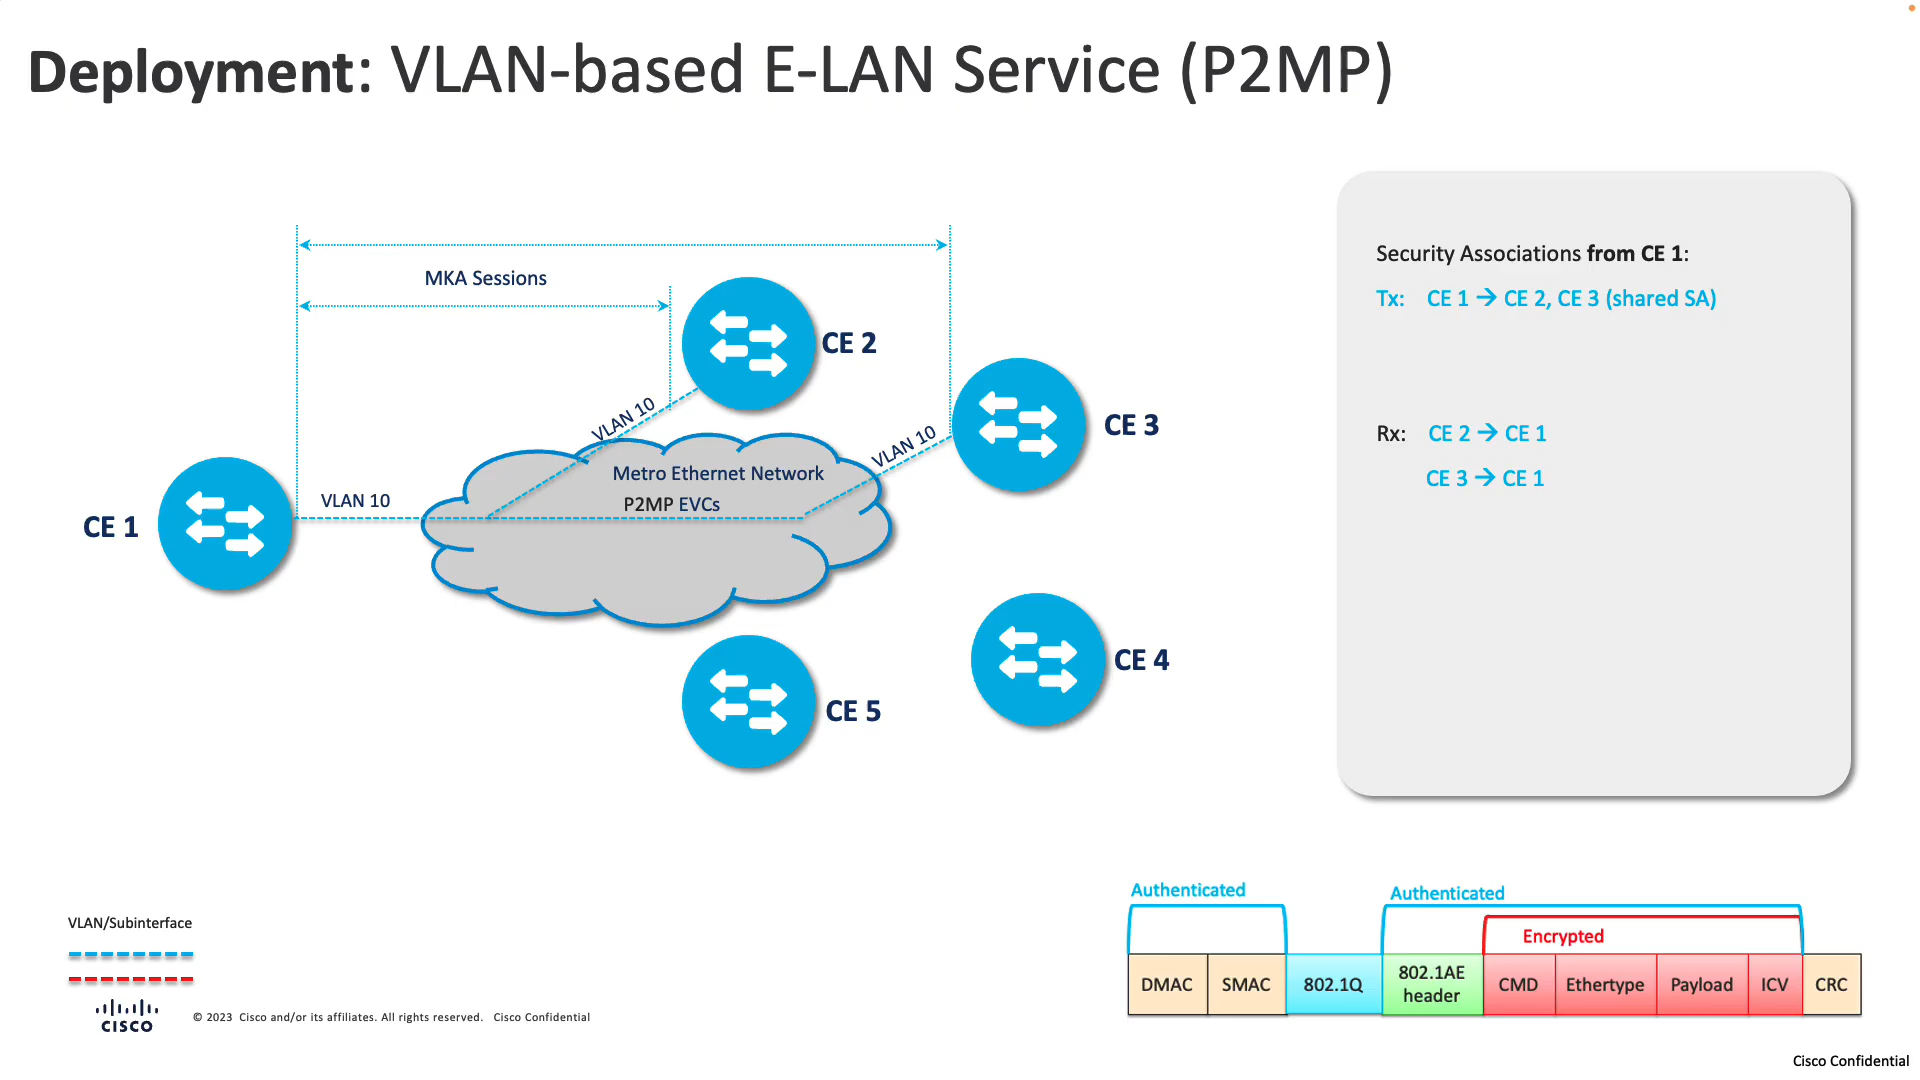 Deployment: VLAN-based E-LAN Service (P2MP)
MKA Sessions
CE 2
CE 3
VLAN 10
VLAN 10
Metro Ethernet Network
P2MP EVCs
VLAN 10
CE 1
CE 4
CE 5
Security Associations from CE 1:
Tx: CE 1 → CE 2, CE 3 (shared SA)
Rx: CE 2 → CE 1
CE 3 → CE 1
Authenticated
Authenticated
Encrypted
DMAC SMAC 802.1Q 802.1AE header CMD Ethertype Payload ICV CRC
VLAN/Subinterface
CISCO
© 2023 Cisco and/or its affiliates. All rights reserved. Cisco Confidential
Cisco Confidential